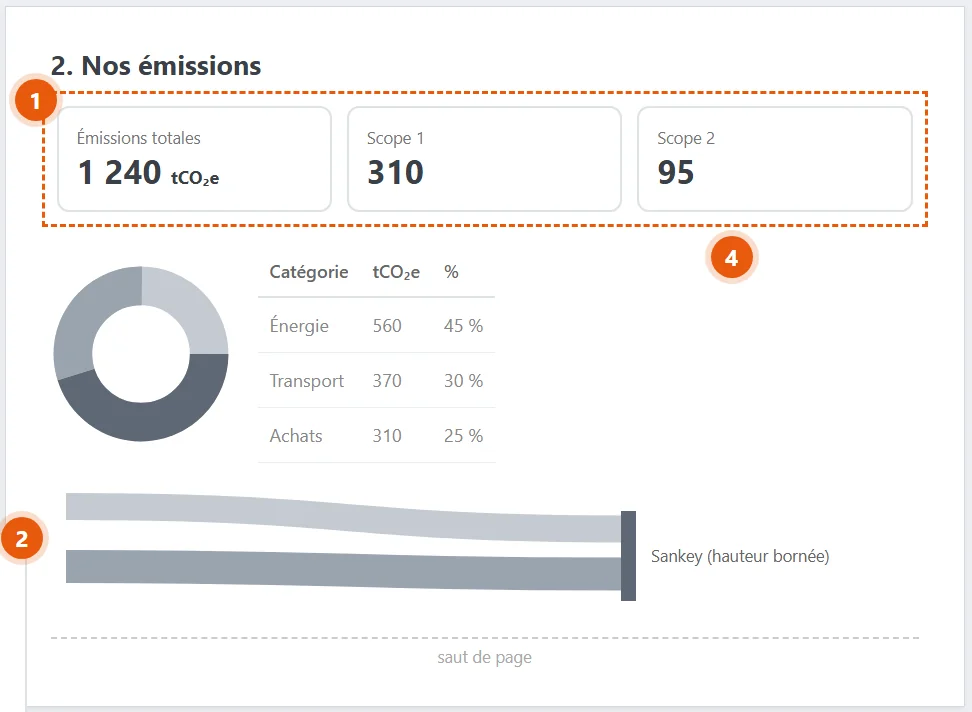 2. Nos émissions
1
Émissions totales
1 240 tCO₂e
Scope 1
310
Scope 2
95
4
Catégorie tCO₂e %
Énergie 560 45 %
Transport 370 30 %
Achats 310 25 %
2
Sankey (hauteur bornée)
saut de page